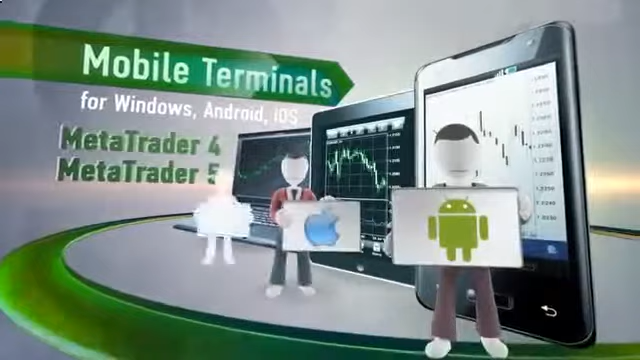 Mobile Terminals
for Windows, Android, iOS
MetaTrader 4
MetaTrader 5